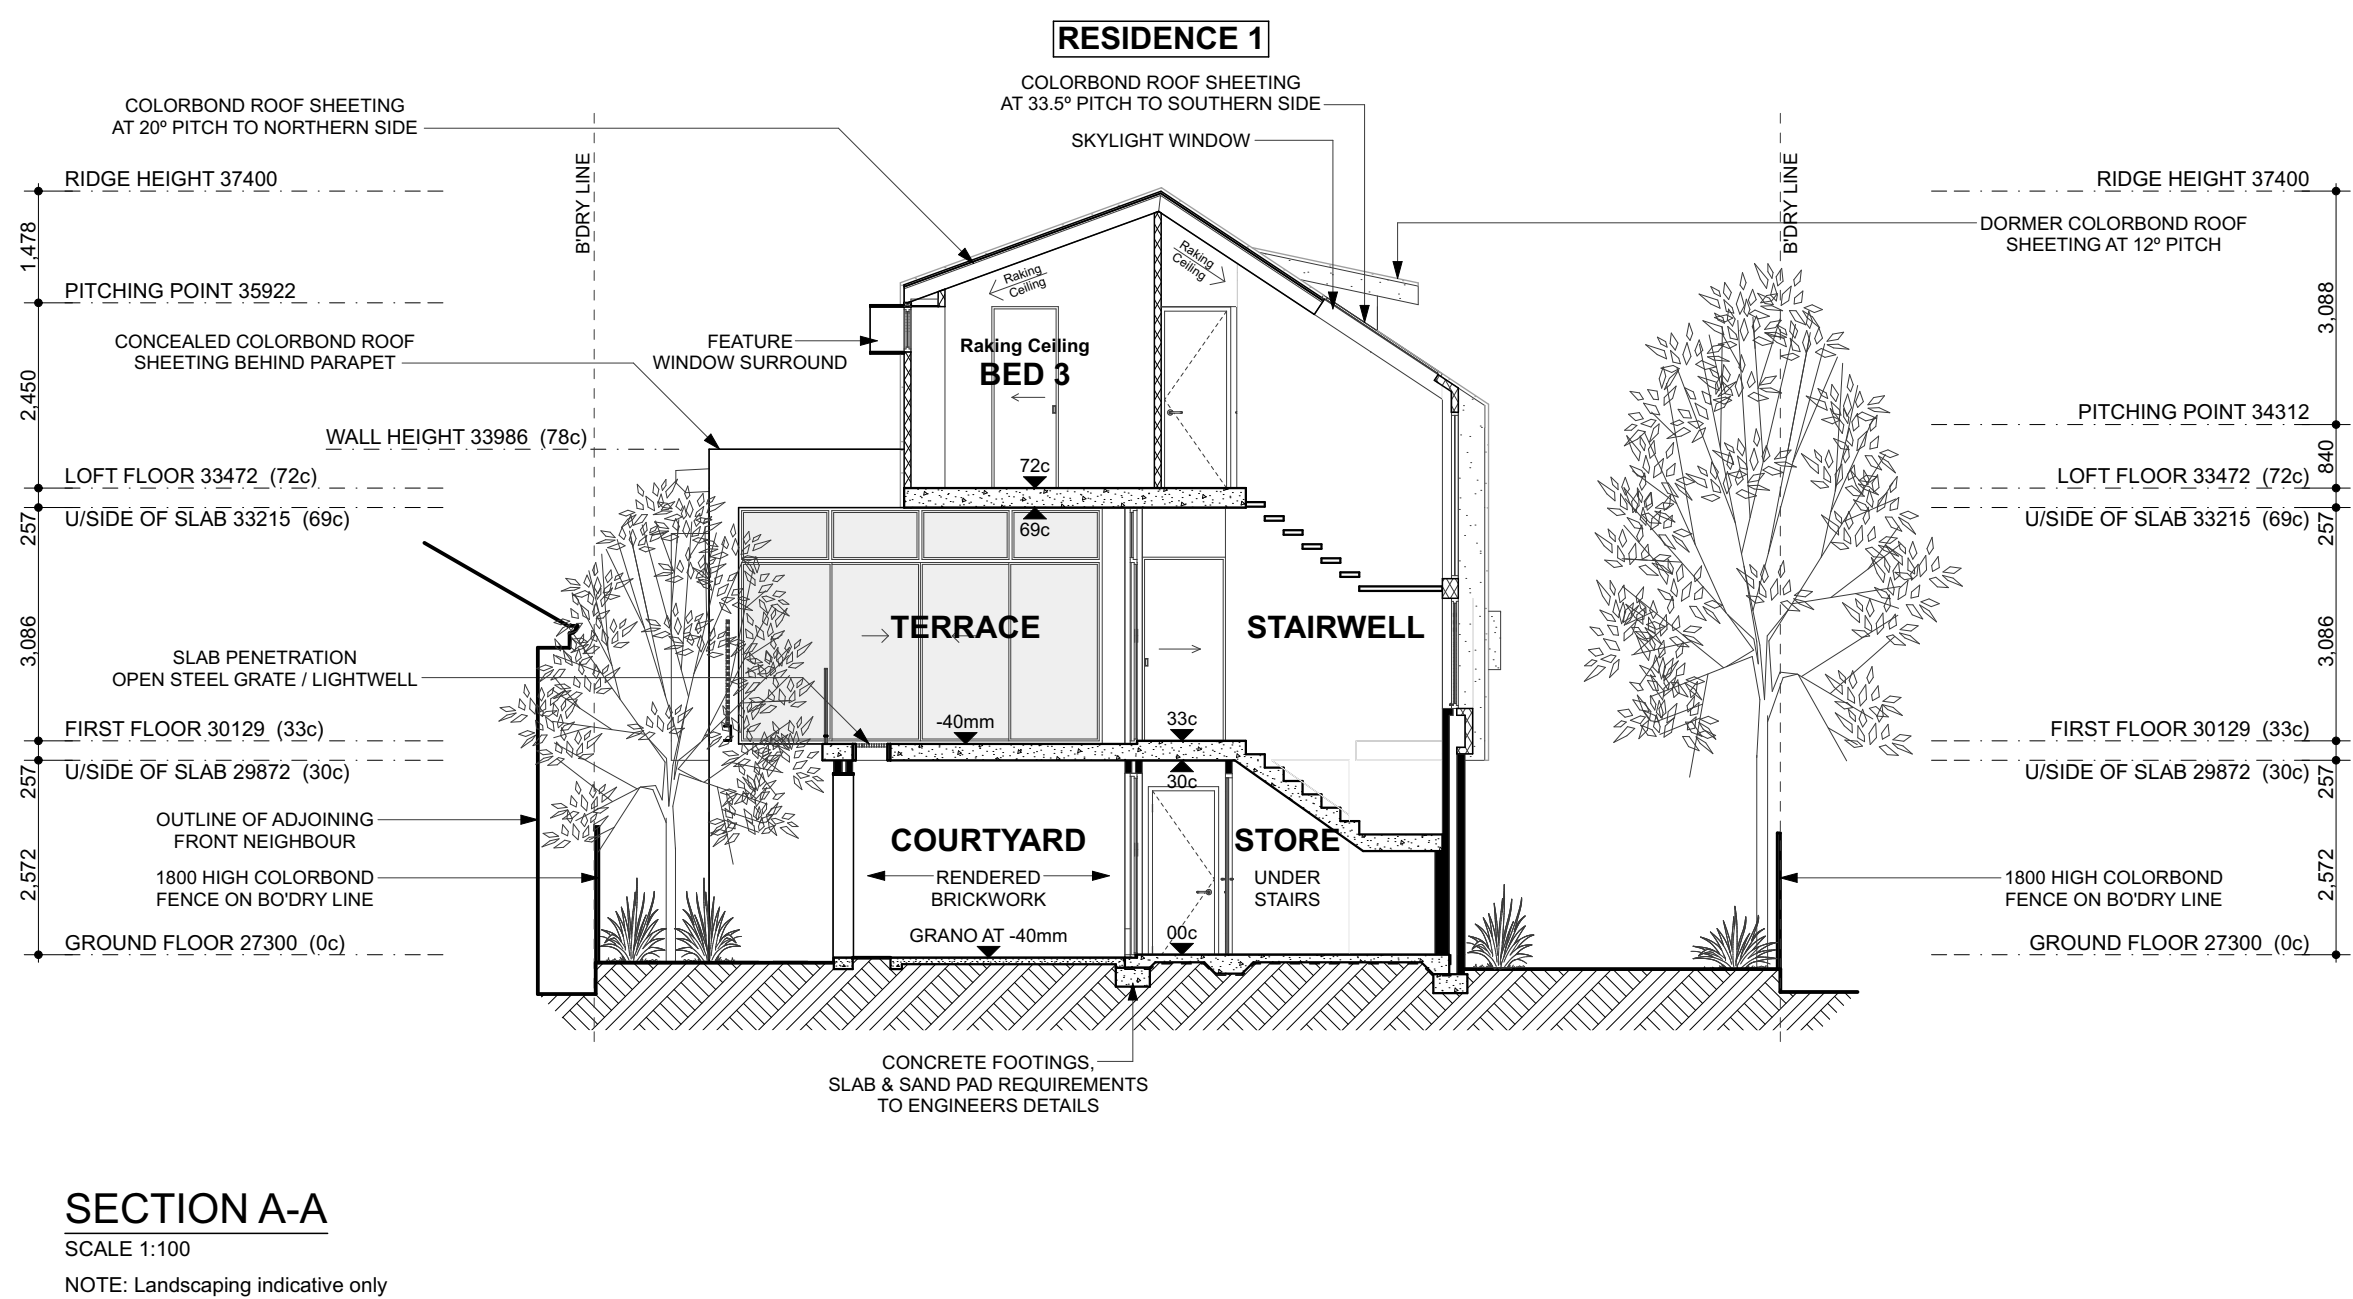 RESIDENCE 1
COLORBOND ROOF SHEETING
AT 33.5º PITCH TO SOUTHERN SIDE
SKYLIGHT WINDOW
COLORBOND ROOF SHEETING
AT 20º PITCH TO NORTHERN SIDE
B'DRY LINE
B'DRY LINE
RIDGE HEIGHT 37400
1,478
PITCHING POINT 35922
CONCEALED COLORBOND ROOF
SHEETING BEHIND PARAPET
2,450
WALL HEIGHT 33986 (78c)
LOFT FLOOR 33472 (72c)
257
U/SIDE OF SLAB 33215 (69c)
3,086
SLAB PENETRATION
OPEN STEEL GRATE / LIGHTWELL
FIRST FLOOR 30129 (33c)
257
U/SIDE OF SLAB 29872 (30c)
OUTLINE OF ADJOINING
FRONT NEIGHBOUR
2,572
1800 HIGH COLORBOND
FENCE ON BO'DRY LINE
GROUND FLOOR 27300 (0c)
FEATURE
WINDOW SURROUND
Raking
Ceiling
Raking
Ceiling
Raking Ceiling
BED 3
72c
69c
TERRACE
STAIRWELL
-40mm
33c
30c
COURTYARD
RENDERED
BRICKWORK
GRANO AT -40mm
STORE
UNDER
STAIRS
00c
CONCRETE FOOTINGS,
SLAB & SAND PAD REQUIREMENTS
TO ENGINEERS DETAILS
RIDGE HEIGHT 37400
DORMER COLORBOND ROOF
SHEETING AT 12º PITCH
3,088
PITCHING POINT 34312
840
LOFT FLOOR 33472 (72c)
U/SIDE OF SLAB 33215 (69c)
257
3,086
FIRST FLOOR 30129 (33c)
U/SIDE OF SLAB 29872 (30c)
257
2,572
1800 HIGH COLORBOND
FENCE ON BO'DRY LINE
GROUND FLOOR 27300 (0c)
SECTION A-A
SCALE 1:100
NOTE: Landscaping indicative only